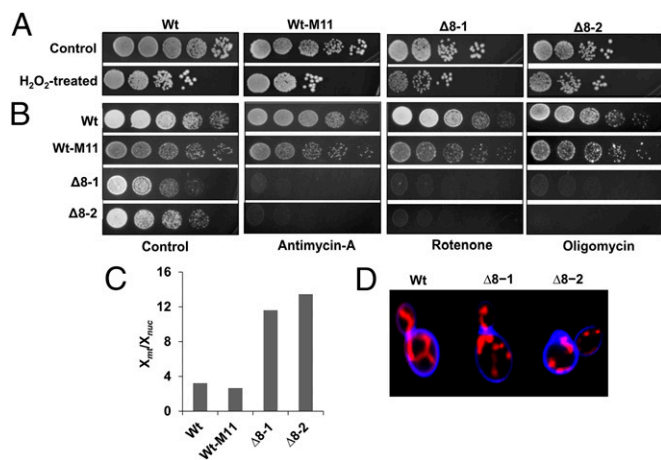 A Wt Wt-M11 Δ8-1 Δ8-2
Control
H₂O₂-treated
B Wt
Wt-M11
Δ8-1
Δ8-2
Control Antimycin-A Rotenone Oligomycin
C D
16
12
8
4
0
Xmt/Xnuc
Wt Wt-M11 Δ8-1 Δ8-2
Wt Δ8−1 Δ8−2